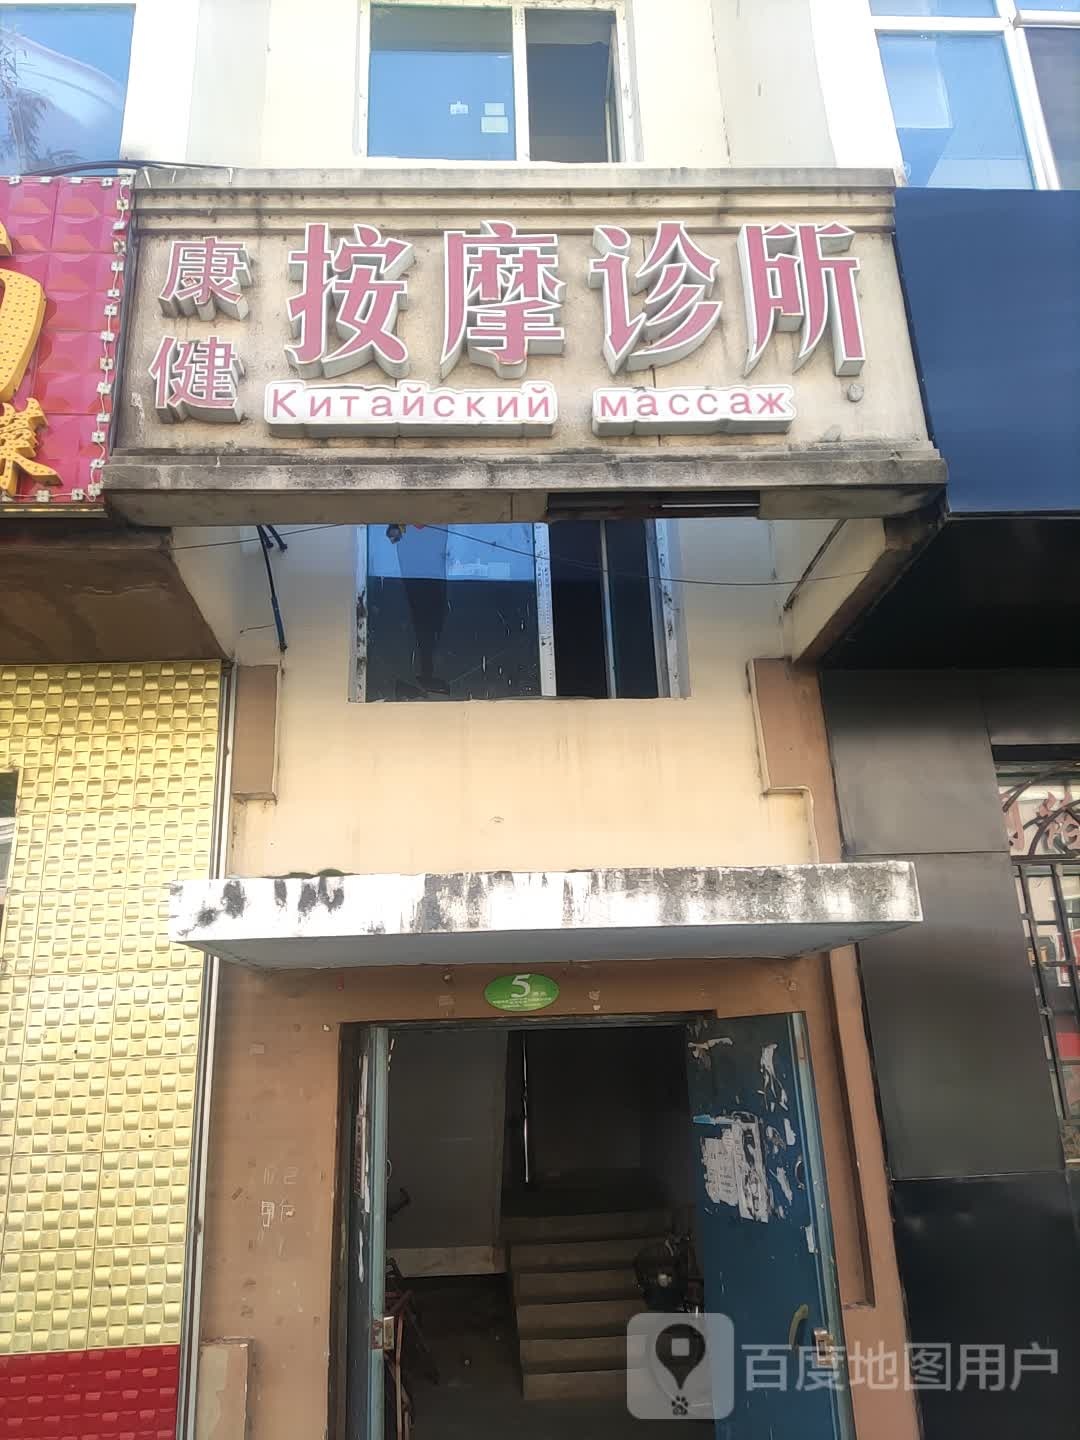 康健
按摩诊所
Китайский массаж
5
百度地图用户